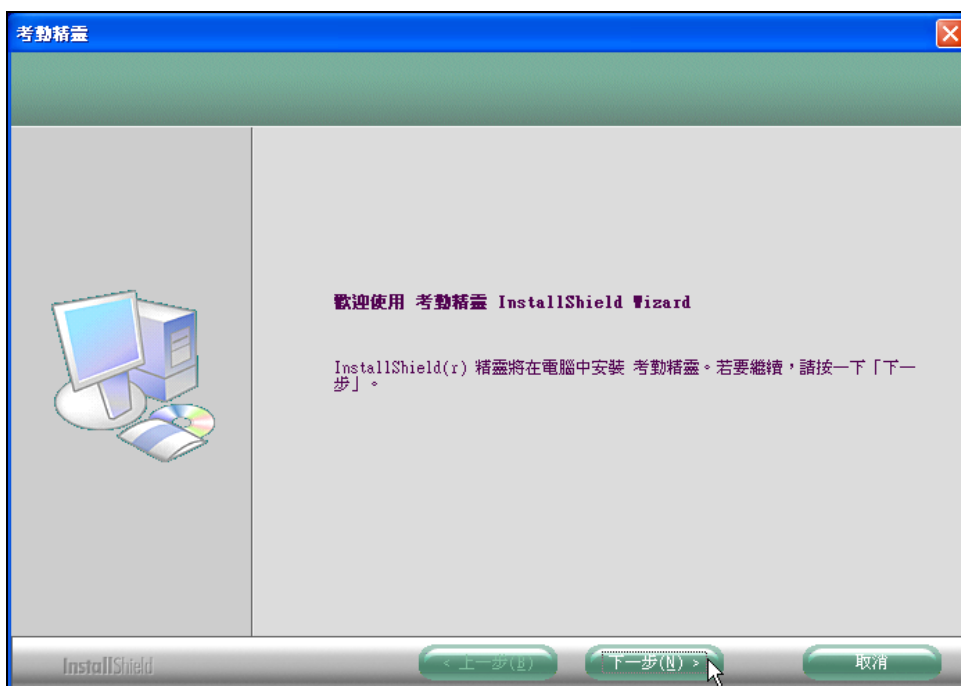 考勤精靈
歡迎使用 考勤精靈 InstallShield Wizard
InstallShield(r) 精靈將在電腦中安裝 考勤精靈。若要繼續，請按一下「下一
步」。
InstallShield
< 上一步(B)
下一步(N) >
取消